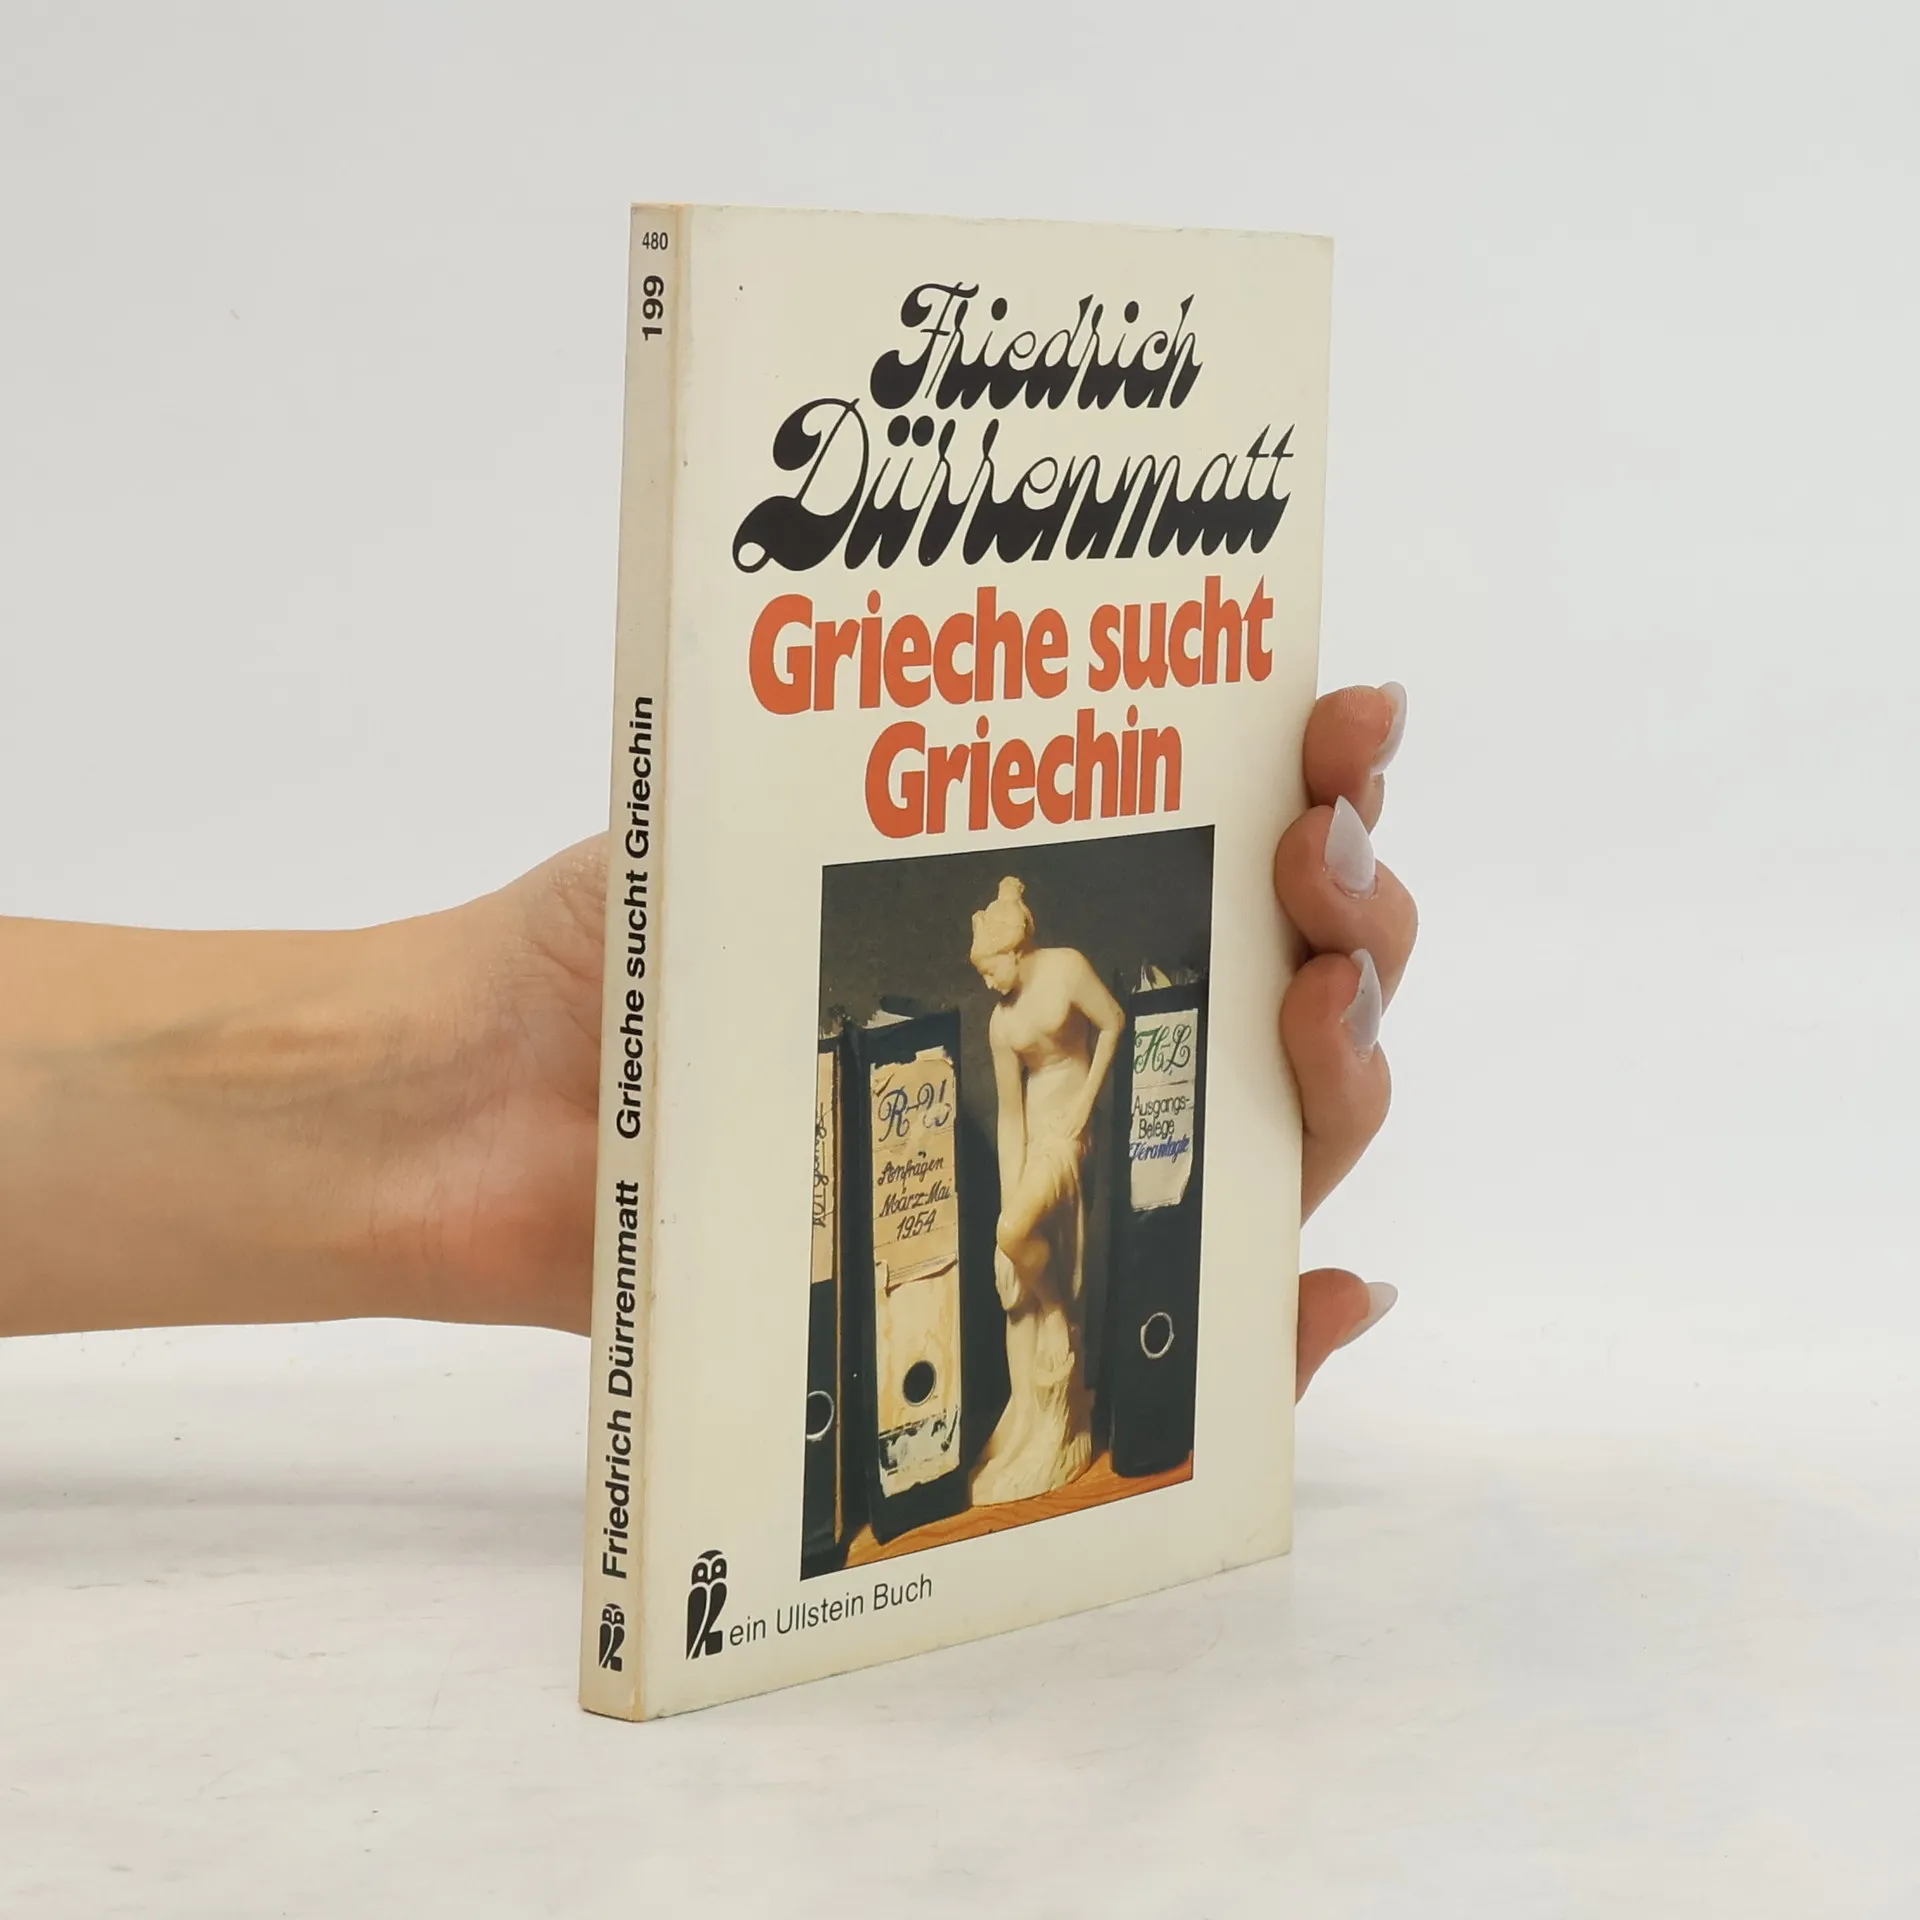 480
199
Friedrich Dürrenmatt Grieche sucht Griechin
Friedrich
Dürrenmatt
Grieche sucht
Griechin
R-U
Anfragen
März-Mai
1954
H-L
Ausgangs-
Belege
Veranlagte
ein Ullstein Buch